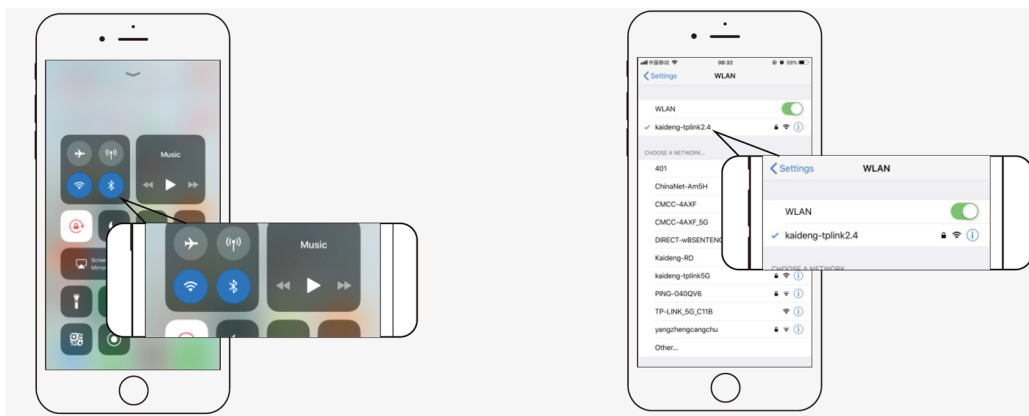 Music
Screen
Mirro
Music
中国移动
08:32
59%
Settings
WLAN
WLAN
kaideng-tplink2.4
CHOOSE A NETWORK...
401
ChinaNet-Am5H
CMCC-4AXF
CMCC-4AXF_5G
DIRECT-wBSENTENC
Kaideng-RD
kaideng-tplink5G
PING-040QV6
TP-LINK_5G_C11B
yangzhengcangchu
Other...
Settings
WLAN
WLAN
kaideng-tplink2.4
CHOOSE A NETWORK